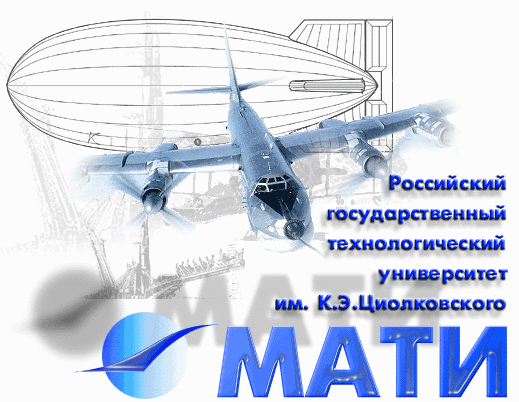 Российский
государственный
технологический
университет
им. К.Э.Циолковского
МАТИ